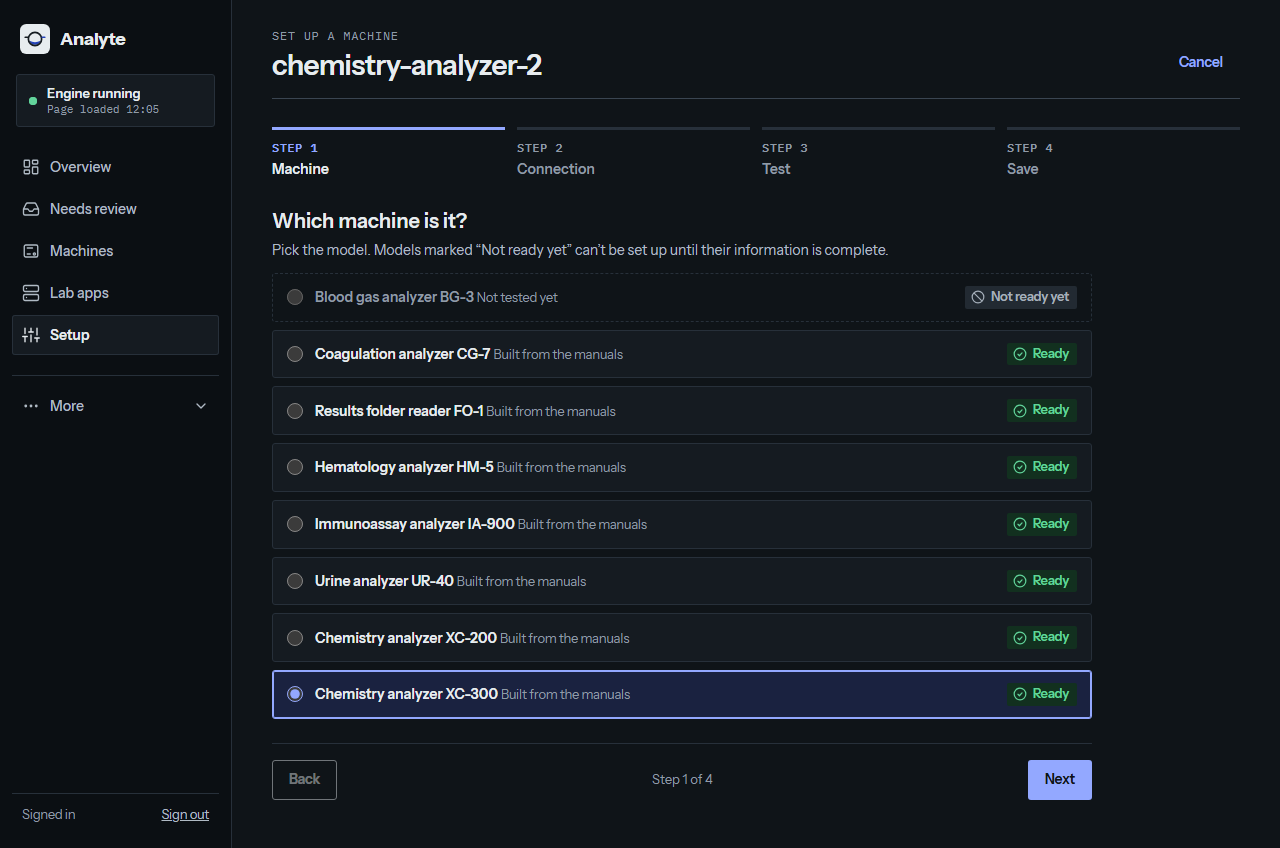 Analyte
Engine running
Page loaded 12:05
Overview
Needs review
Machines
Lab apps
Setup
More
Signed in
Sign out
SET UP A MACHINE
chemistry-analyzer-2
Cancel
STEP 1
Machine
STEP 2
Connection
STEP 3
Test
STEP 4
Save
Which machine is it?
Pick the model. Models marked “Not ready yet” can’t be set up until their information is complete.
Blood gas analyzer BG-3 Not tested yet
Not ready yet
Coagulation analyzer CG-7 Built from the manuals
Ready
Results folder reader FO-1 Built from the manuals
Ready
Hematology analyzer HM-5 Built from the manuals
Ready
Immunoassay analyzer IA-900 Built from the manuals
Ready
Urine analyzer UR-40 Built from the manuals
Ready
Chemistry analyzer XC-200 Built from the manuals
Ready
Chemistry analyzer XC-300 Built from the manuals
Ready
Back
Step 1 of 4
Next